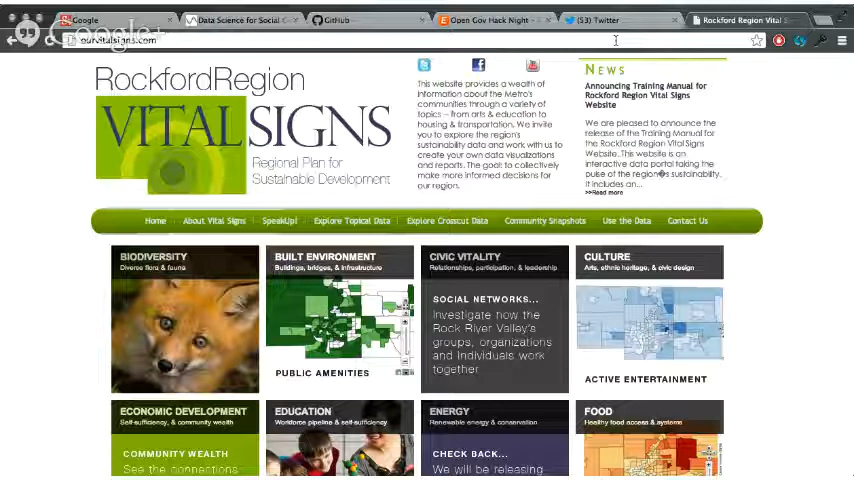 Google
Data Science for Social G
GitHub
Open Gov Hack Night -
(53) Twitter
Rockford Region Vital S
Google+
ourvitalsigns.com
RockfordRegion
VITAL SIGNS
Regional Plan for
Sustainable Development
This website provides a wealth of
information about the Metro's
communities through a variety of
topics – from arts & education to
housing & transportation. We invite
you to explore the region's
sustainability data and work with us to
create your own data visualizations
and reports. The goal: to collectively
make more informed decisions for
our region.
NEWS
Announcing Training Manual for
Rockford Region Vital Signs
Website
We are pleased to announce the
release of the Training Manual for
the Rockford Region Vital Signs
Website. This website is an
interactive data portal taking the
pulse of the region�s sustainability.
It includes an...
>>Read more
Home
About Vital Signs
SpeakUp!
Explore Topical Data
Explore Crosscut Data
Community Snapshots
Use the Data
Contact Us
BIODIVERSITY
Diverse flora & fauna
BUILT ENVIRONMENT
Buildings, bridges, & infrastructure
PUBLIC AMENITIES
CIVIC VITALITY
Relationships, participation, & leadership
SOCIAL NETWORKS...
Investigate how the
Rock River Valley's
groups, organizations
and individuals work
together
CULTURE
Arts, ethnic heritage, & civic design
ACTIVE ENTERTAINMENT
ECONOMIC DEVELOPMENT
Self-sufficiency, & community wealth
COMMUNITY WEALTH
See the connections
EDUCATION
Workforce pipeline & self-sufficiency
ENERGY
Renewable energy & conservation
CHECK BACK...
We will be releasing
FOOD
Healthy food access & systems